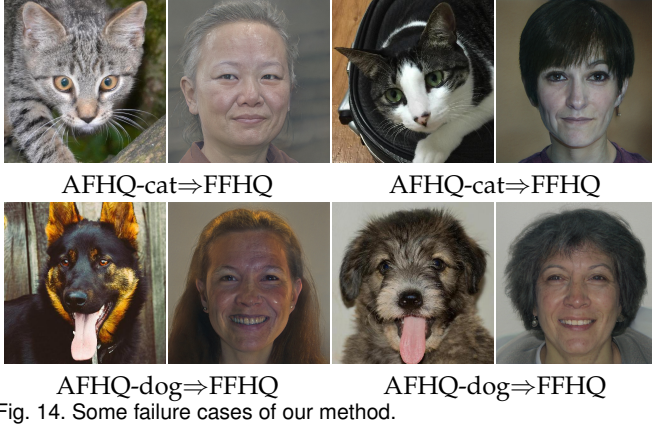 AFHQ-cat⇒FFHQ AFHQ-cat⇒FFHQ
AFHQ-dog⇒FFHQ AFHQ-dog⇒FFHQ
Fig. 14. Some failure cases of our method.